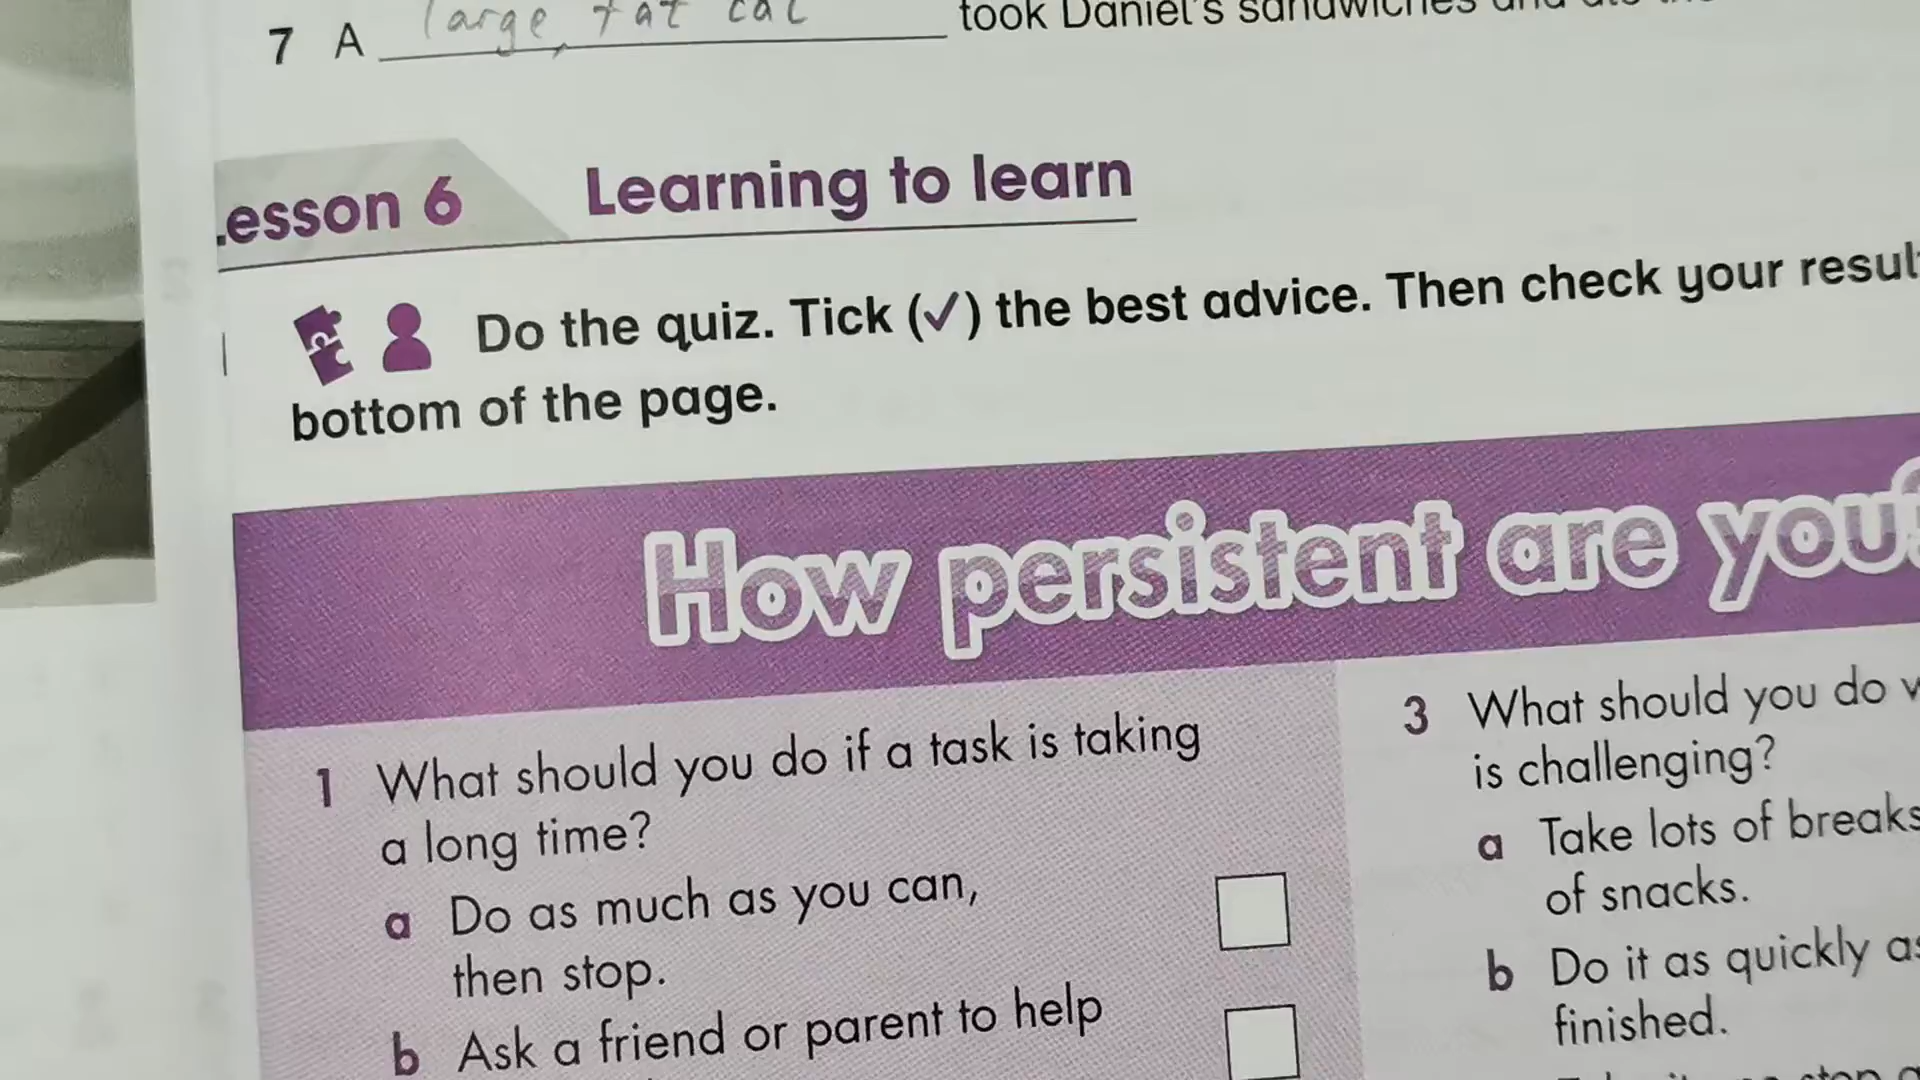 7 A large, fat cat took Daniel's sandwiches and
Lesson 6 Learning to learn
Do the quiz. Tick (✓) the best advice. Then check your
bottom of the page.
How persistent are you?
1 What should you do if a task is taking
a long time?
a Do as much as you can,
then stop.
b Ask a friend or parent to help
3 What should you do
is challenging?
a Take lots of breaks
of snacks.
b Do it as quickly as
finished.